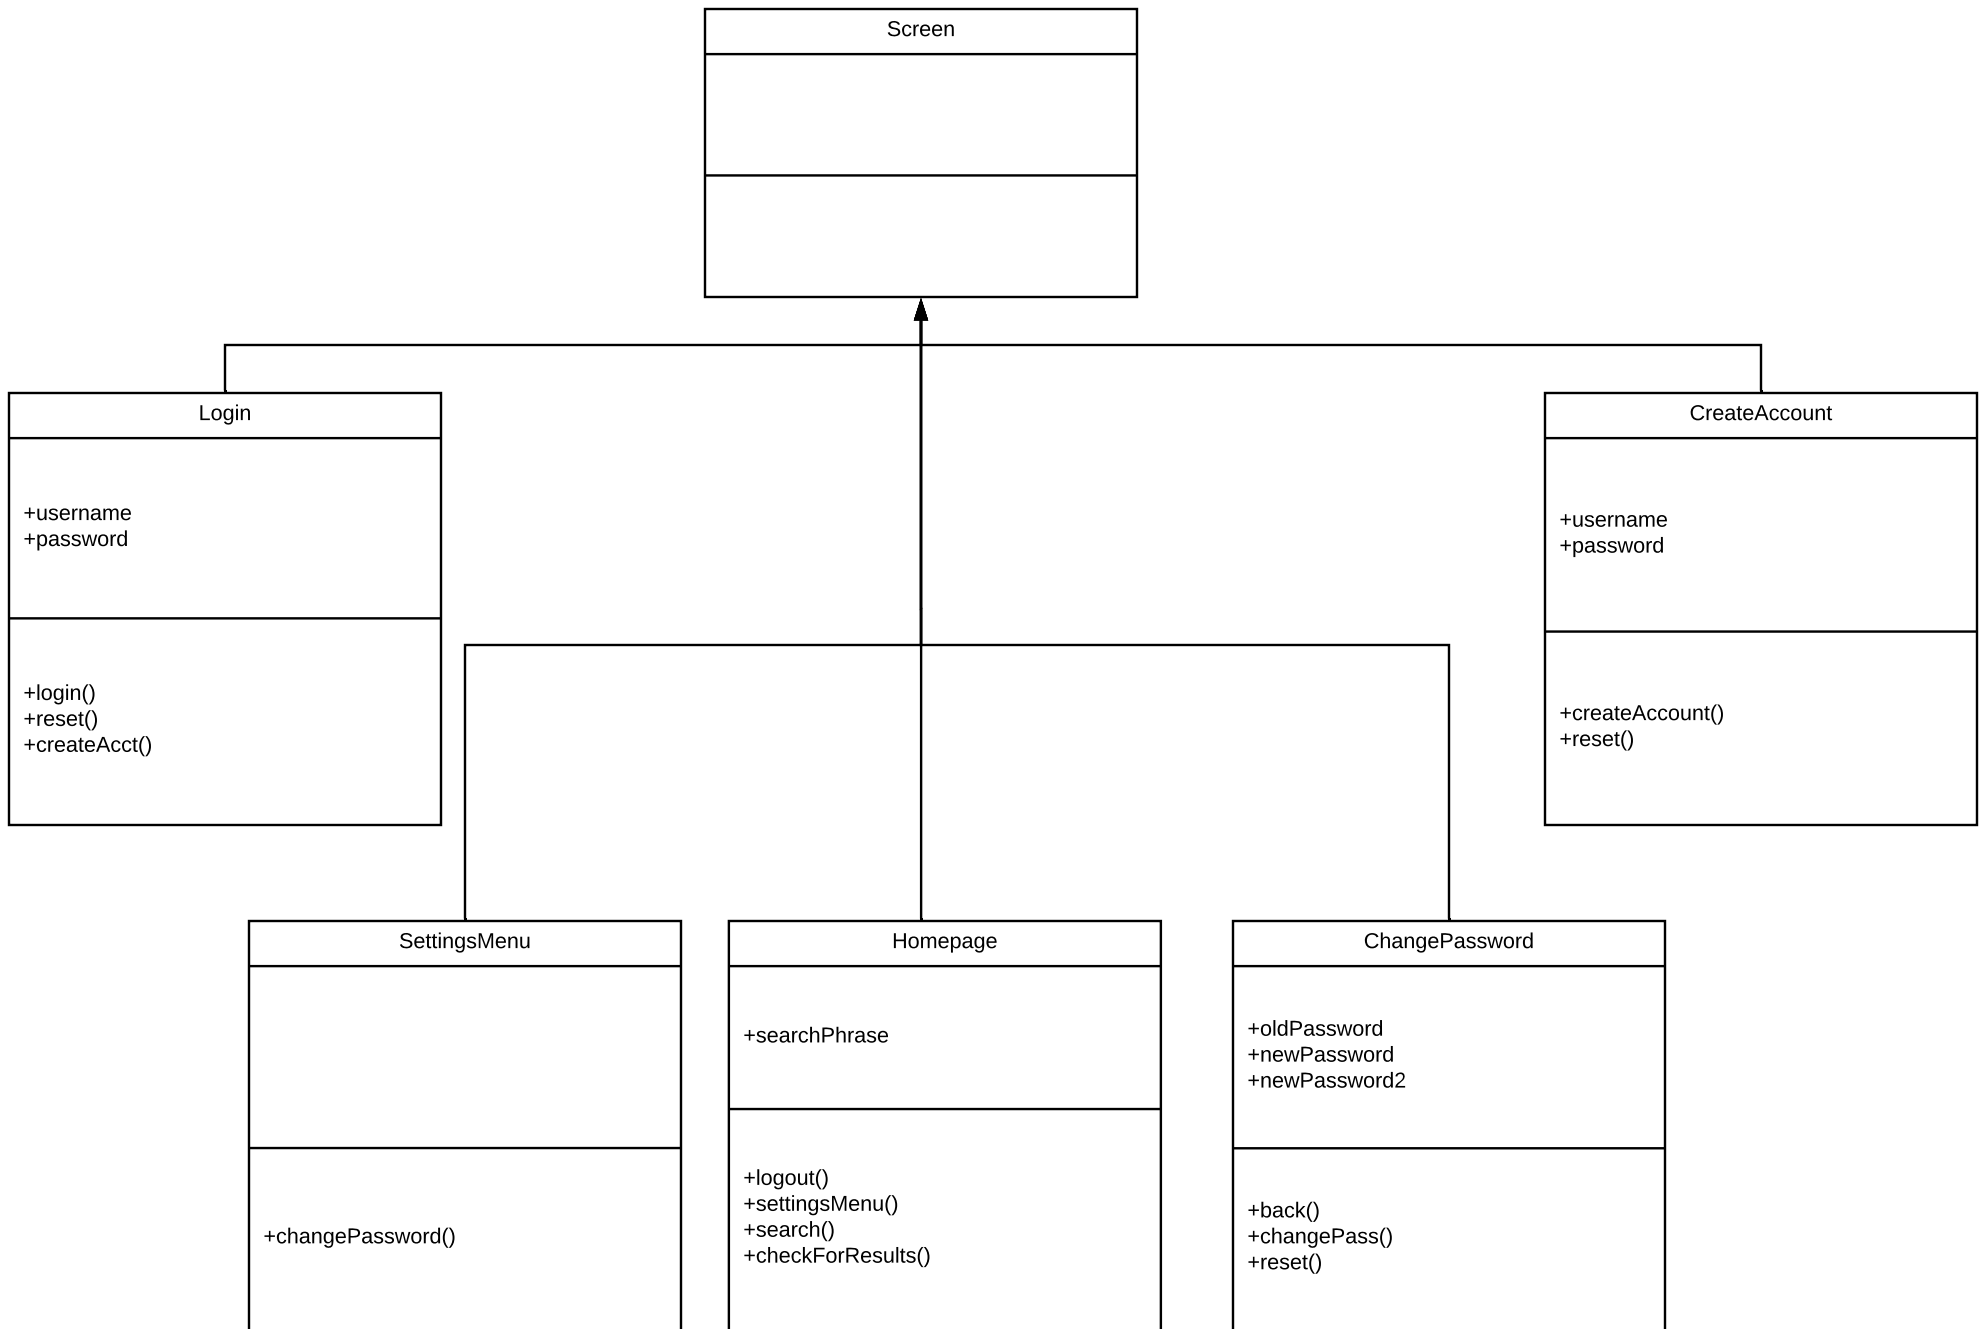 Screen
Login
+username
+password
+login()
+reset()
+createAcct()
CreateAccount
+username
+password
+createAccount()
+reset()
SettingsMenu
+changePassword()
Homepage
+searchPhrase
+logout()
+settingsMenu()
+search()
+checkForResults()
ChangePassword
+oldPassword
+newPassword
+newPassword2
+back()
+changePass()
+reset()